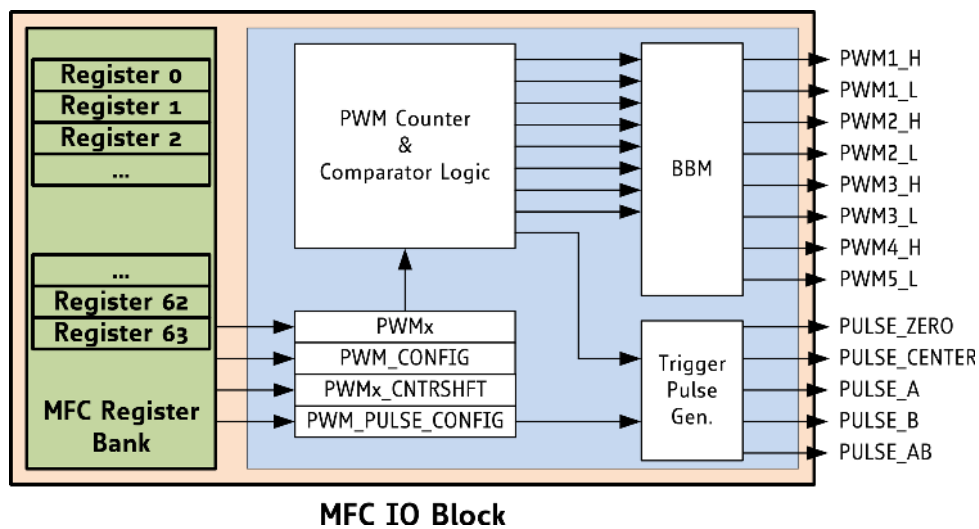 Register 0
Register 1
Register 2
...
...
Register 62
Register 63
MFC Register
Bank
PWM Counter
&
Comparator Logic
PWMx
PWM_CONFIG
PWMx_CNTRSHFT
PWM_PULSE_CONFIG
BBM
Trigger
Pulse
Gen.
PWM1_H
PWM1_L
PWM2_H
PWM2_L
PWM3_H
PWM3_L
PWM4_H
PWM5_L
PULSE_ZERO
PULSE_CENTER
PULSE_A
PULSE_B
PULSE_AB
MFC IO Block